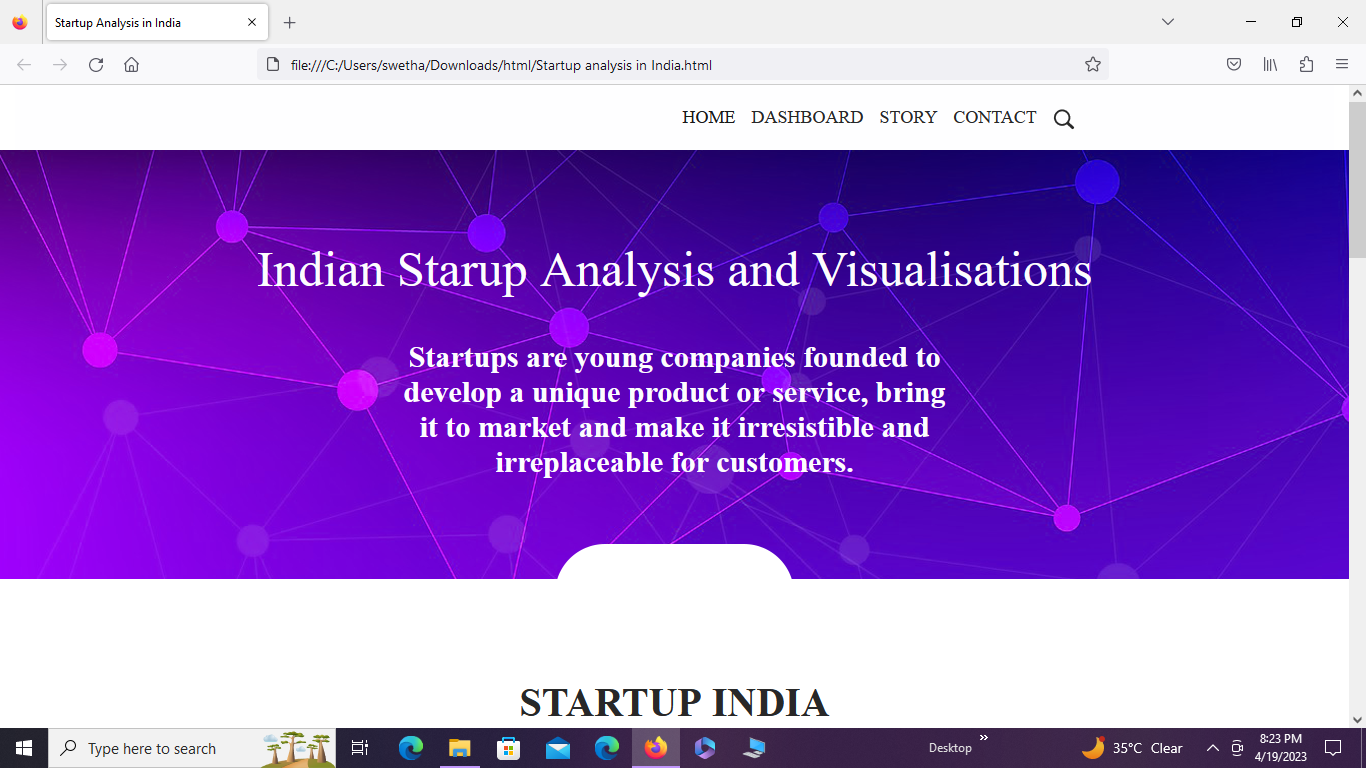 Startup Analysis in India
file:///C:/Users/swetha/Downloads/html/Startup analysis in India.html
HOME DASHBOARD STORY CONTACT
Indian Starup Analysis and Visualisations
Startups are young companies founded to
develop a unique product or service, bring
it to market and make it irresistible and
irreplaceable for customers.
STARTUP INDIA
Type here to search
Desktop
35°C Clear
8:23 PM
4/19/2023